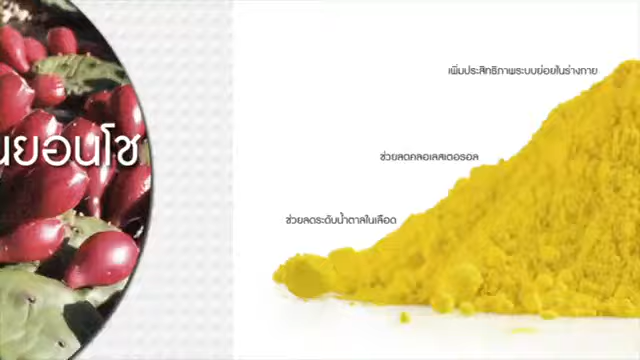 นยอนโช
เพิ่มประสิทธิภาพระบบย่อยในร่างกาย
ช่วยลดคลอเลสเตอรอล
ช่วยลดระดับน้ำตาลในเลือด